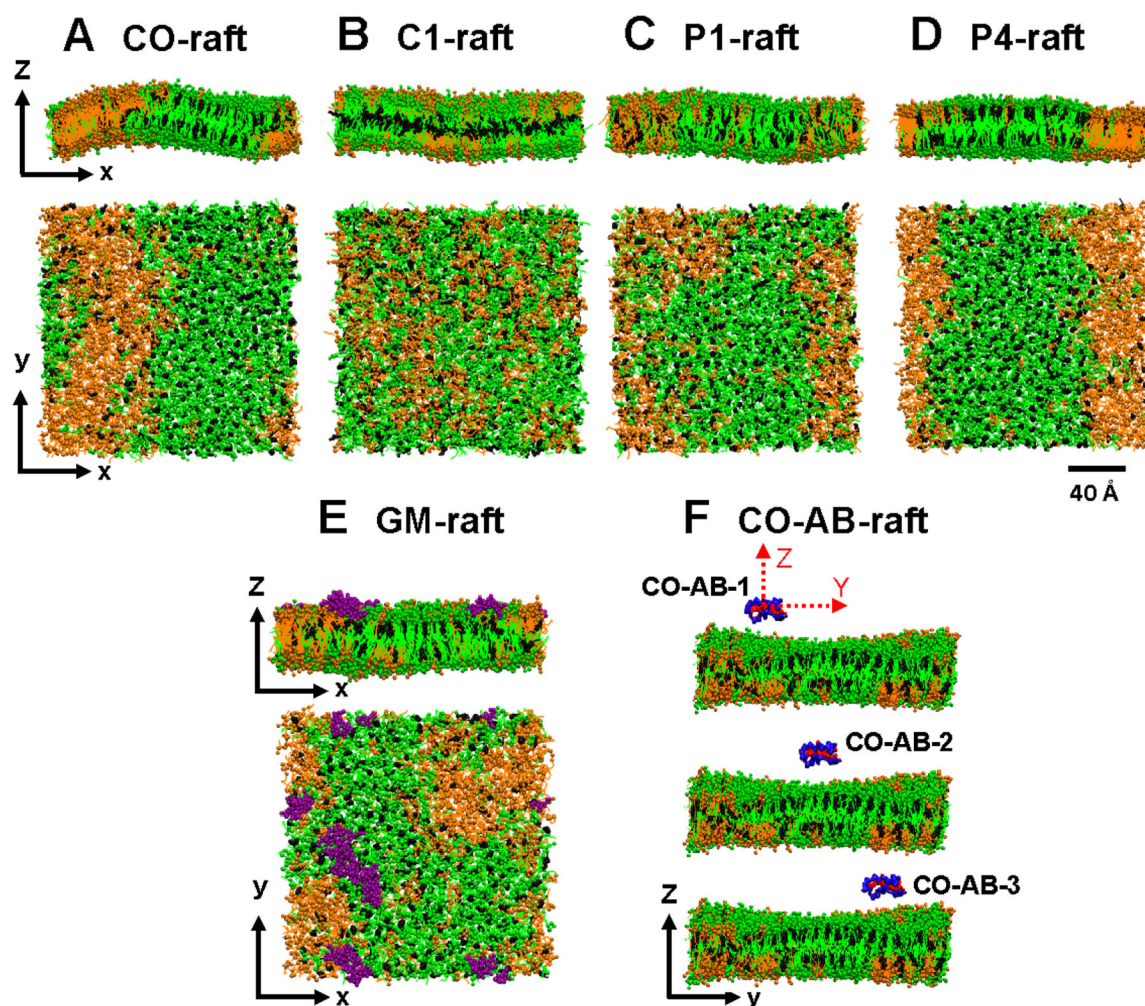 A CO-raft
B C1-raft
C P1-raft
D P4-raft
Z
x
y
x
40 Å
E GM-raft
F CO-AB-raft
Z
x
y
x
CO-AB-1
Z
Y
CO-AB-2
CO-AB-3
Z
y